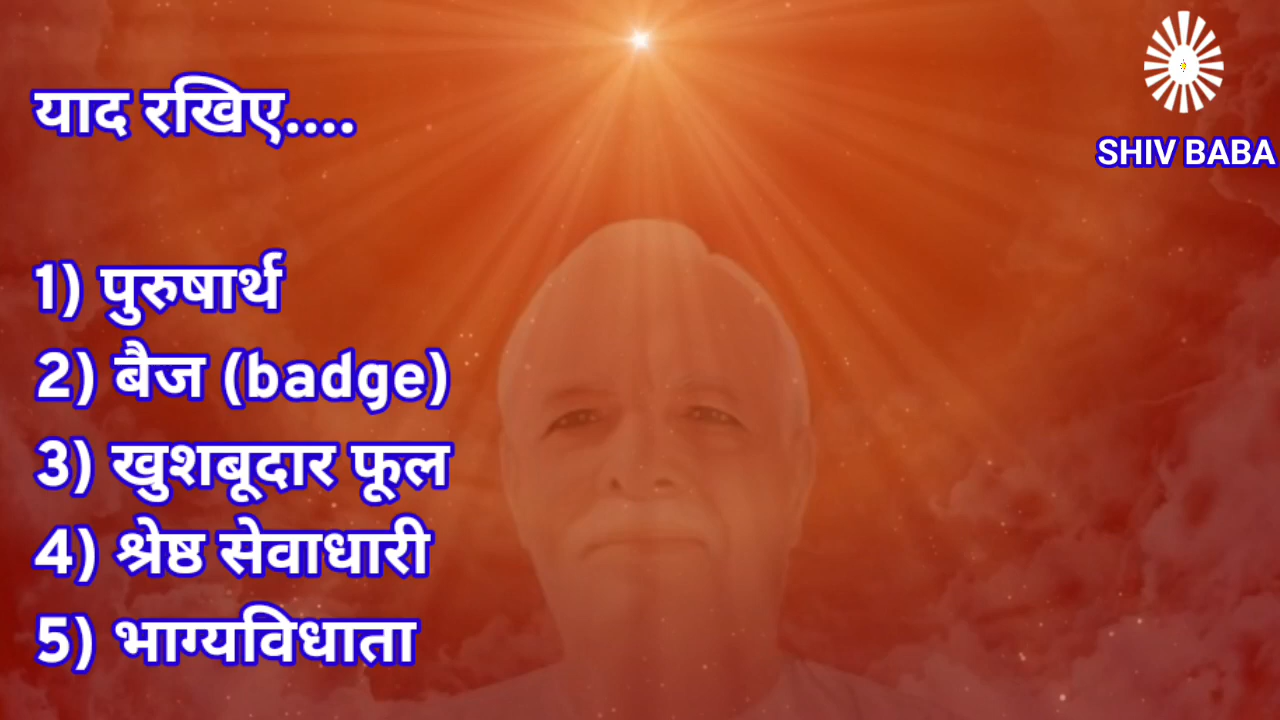 याद रखिए....
SHIV BABA
1) पुरुषार्थ
2) बैज (badge)
3) खुशबूदार फूल
4) श्रेष्ठ सेवाधारी
5) भाग्यविधाता